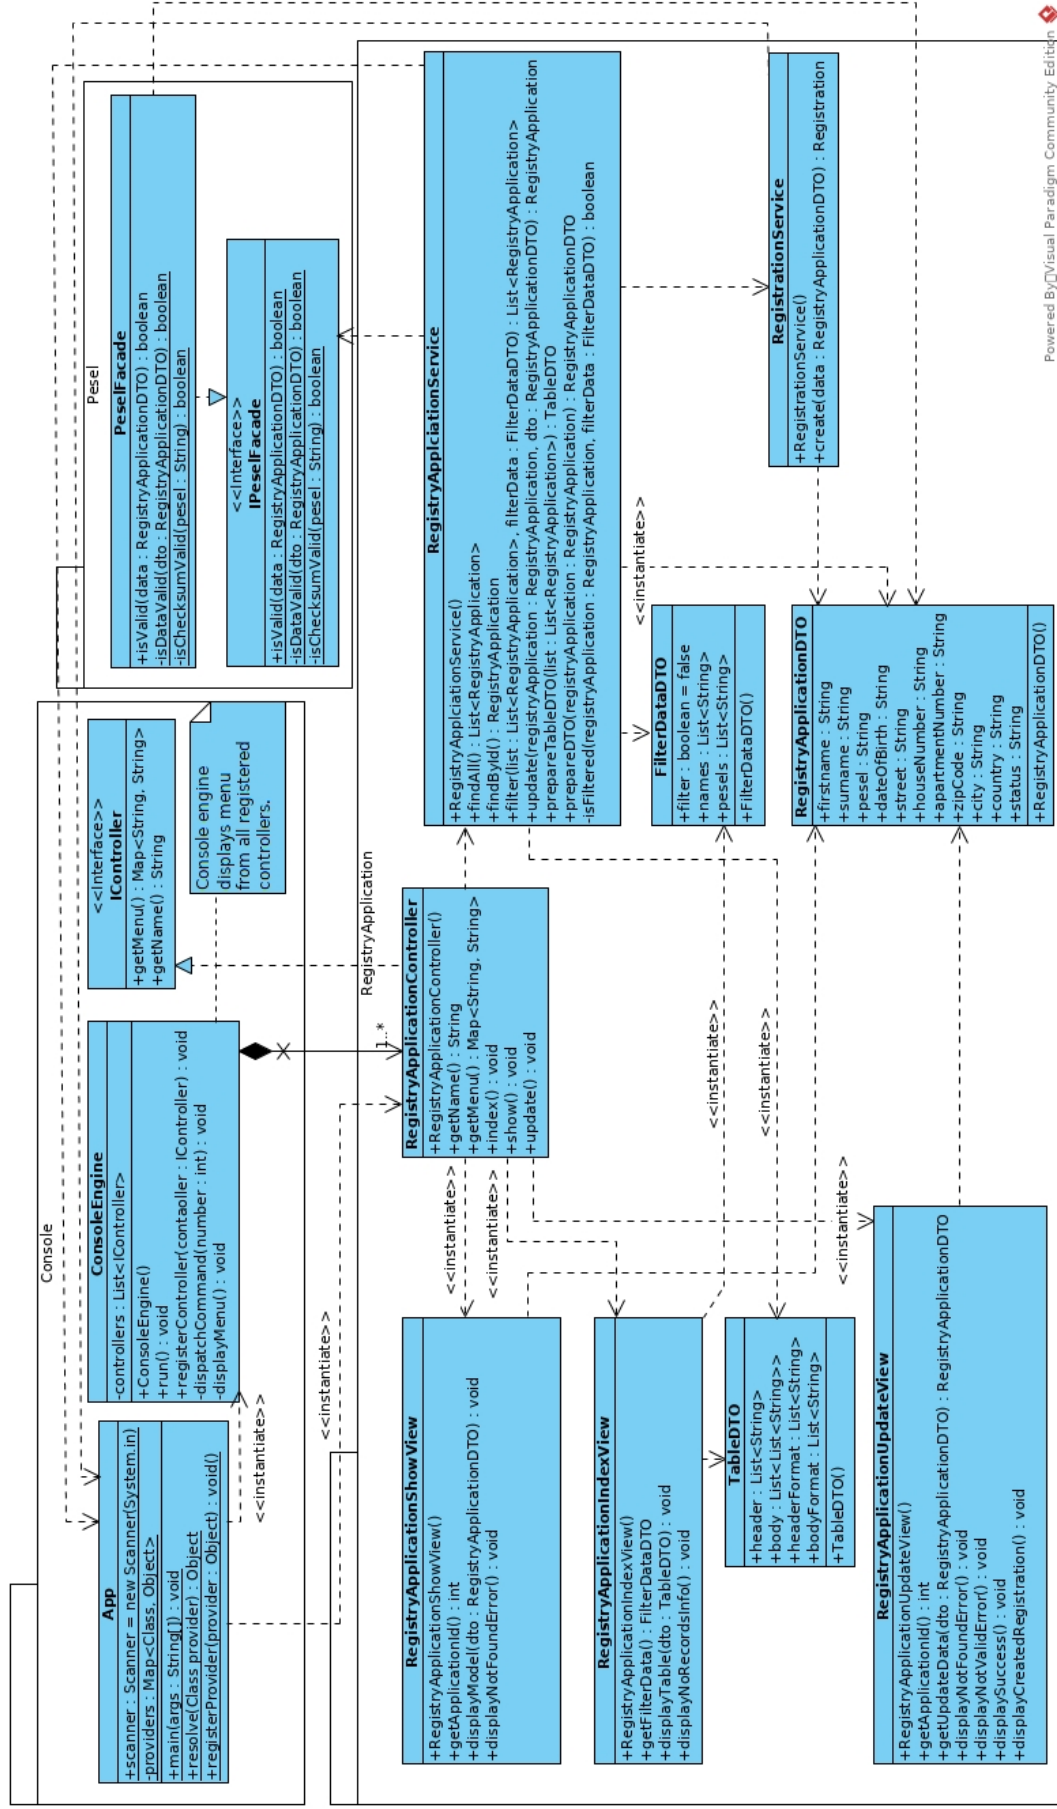 Console
App
+scanner : Scanner = new Scanner(System.in)
-providers : Map<Class, Object>
+main(args : String[]) : void
+resolve(Class provider) : Object
+registerProvider(provider : Object) : void()
<<instantiate>>
<<instantiate>>
ConsoleEngine
-controllers : List<IController>
+ConsoleEngine()
+run() : void
+registerController(contaoller : IController) : void
-dispatchCommand(number : int) : void
-displayMenu() : void
<<Interface>>
IController
+getMenu() : Map<String, String>
+getName() : String
Console engine
displays menu
from all registered
controllers.
Pesel
PeselFacade
+isValid(data : RegistryApplicationDTO) : boolean
-isDataValid(dto : RegistryApplicationDTO) : boolean
-isChecksumValid(pesel : String) : boolean
<<Interface>>
IPeselFacade
+isValid(data : RegistryApplicationDTO) : boolean
-isDataValid(dto : RegistryApplicationDTO) : boolean
-isChecksumValid(pesel : String) : boolean
RegistryApplication
1..*
RegistryApplicationShowView
+RegistryApplicationShowView()
+getApplicationId() : int
+displayModel(dto : RegistryApplicationDTO) : void
+displayNotFoundError() : void
<<instantiate>>
<<instantiate>>
RegistryApplicationController
+RegistryApplicationController()
+getName() : String
+getMenu() : Map<String, String>
+index() : void
+show() : void
+update() : void
RegistryApplciationService
+RegistryApplciationService()
+findAll() : List<RegistryApplication>
+findById() : RegistryApplication
+filter(list : List<RegistryApplication>, filterData : FilterDataDTO) : List<RegistryApplication>
+update(registryApplication : RegistryApplication, dto : RegistryApplicationDTO) : RegistryApplication
+prepareTableDTO(list : List<RegistryApplication>) : TableDTO
+prepareDTO(registryApplication : RegistryApplication) : RegistryApplicationDTO
-isFiltered(registryApplication : RegistryApplication, filterData : FilterDataDTO) : boolean
RegistryApplicationIndexView
+RegistryApplicationIndexView()
+getFilterData() : FilterDataDTO
+displayTable(dto : TableDTO) : void
+displayNoRecordsInfo() : void
<<instantiate>>
<<instantiate>>
<<instantiate>>
FilterDataDTO
+filter : boolean = false
+names : List<String>
+pesels : List<String>
+FilterDataDTO()
TableDTO
+header : List<String>
+body : List<List<String>>
+headerFormat : List<String>
+bodyFormat : List<String>
+TableDTO()
<<instantiate>>
RegistrationService
+RegistrationService()
+create(data : RegistryApplicationDTO) : Registration
RegistryApplicationDTO
+firstname : String
+surname : String
+pesel : String
+dateOfBirth : String
+street : String
+houseNumber : String
+apartmentNumber : String
+zipCode : String
+city : String
+country : String
+status : String
+RegistryApplicationDTO()
RegistryApplicationUpdateView
+RegistryApplicationUpdateView()
+getApplicationId() : int
+getUpdateData(dto : RegistryApplicationDTO) : RegistryApplicationDTO
+displayNotFoundError() : void
+displayNotValidError() : void
+displaySuccess() : void
+displayCreatedRegistration() : void
Powered By Visual Paradigm Community Edition